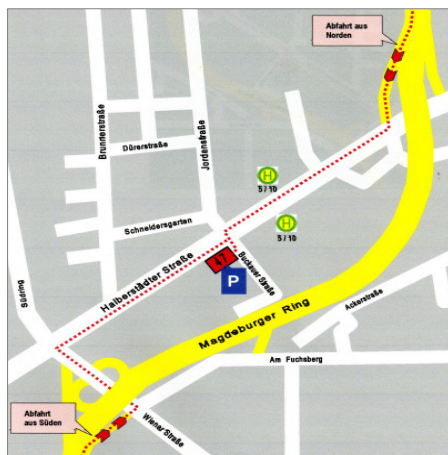 Abfahrt aus
Norden
Brunnerstraße
Jordanstraße
Dürerstraße
H
5 / 10
Schneidersgarten
H
5 / 10
Halberstädter Straße
47
Buckauer Straße
P
Südring
Magdeburger Ring
Ackerstraße
Am Fuchsberg
Abfahrt
aus Süden
Wiener Straße